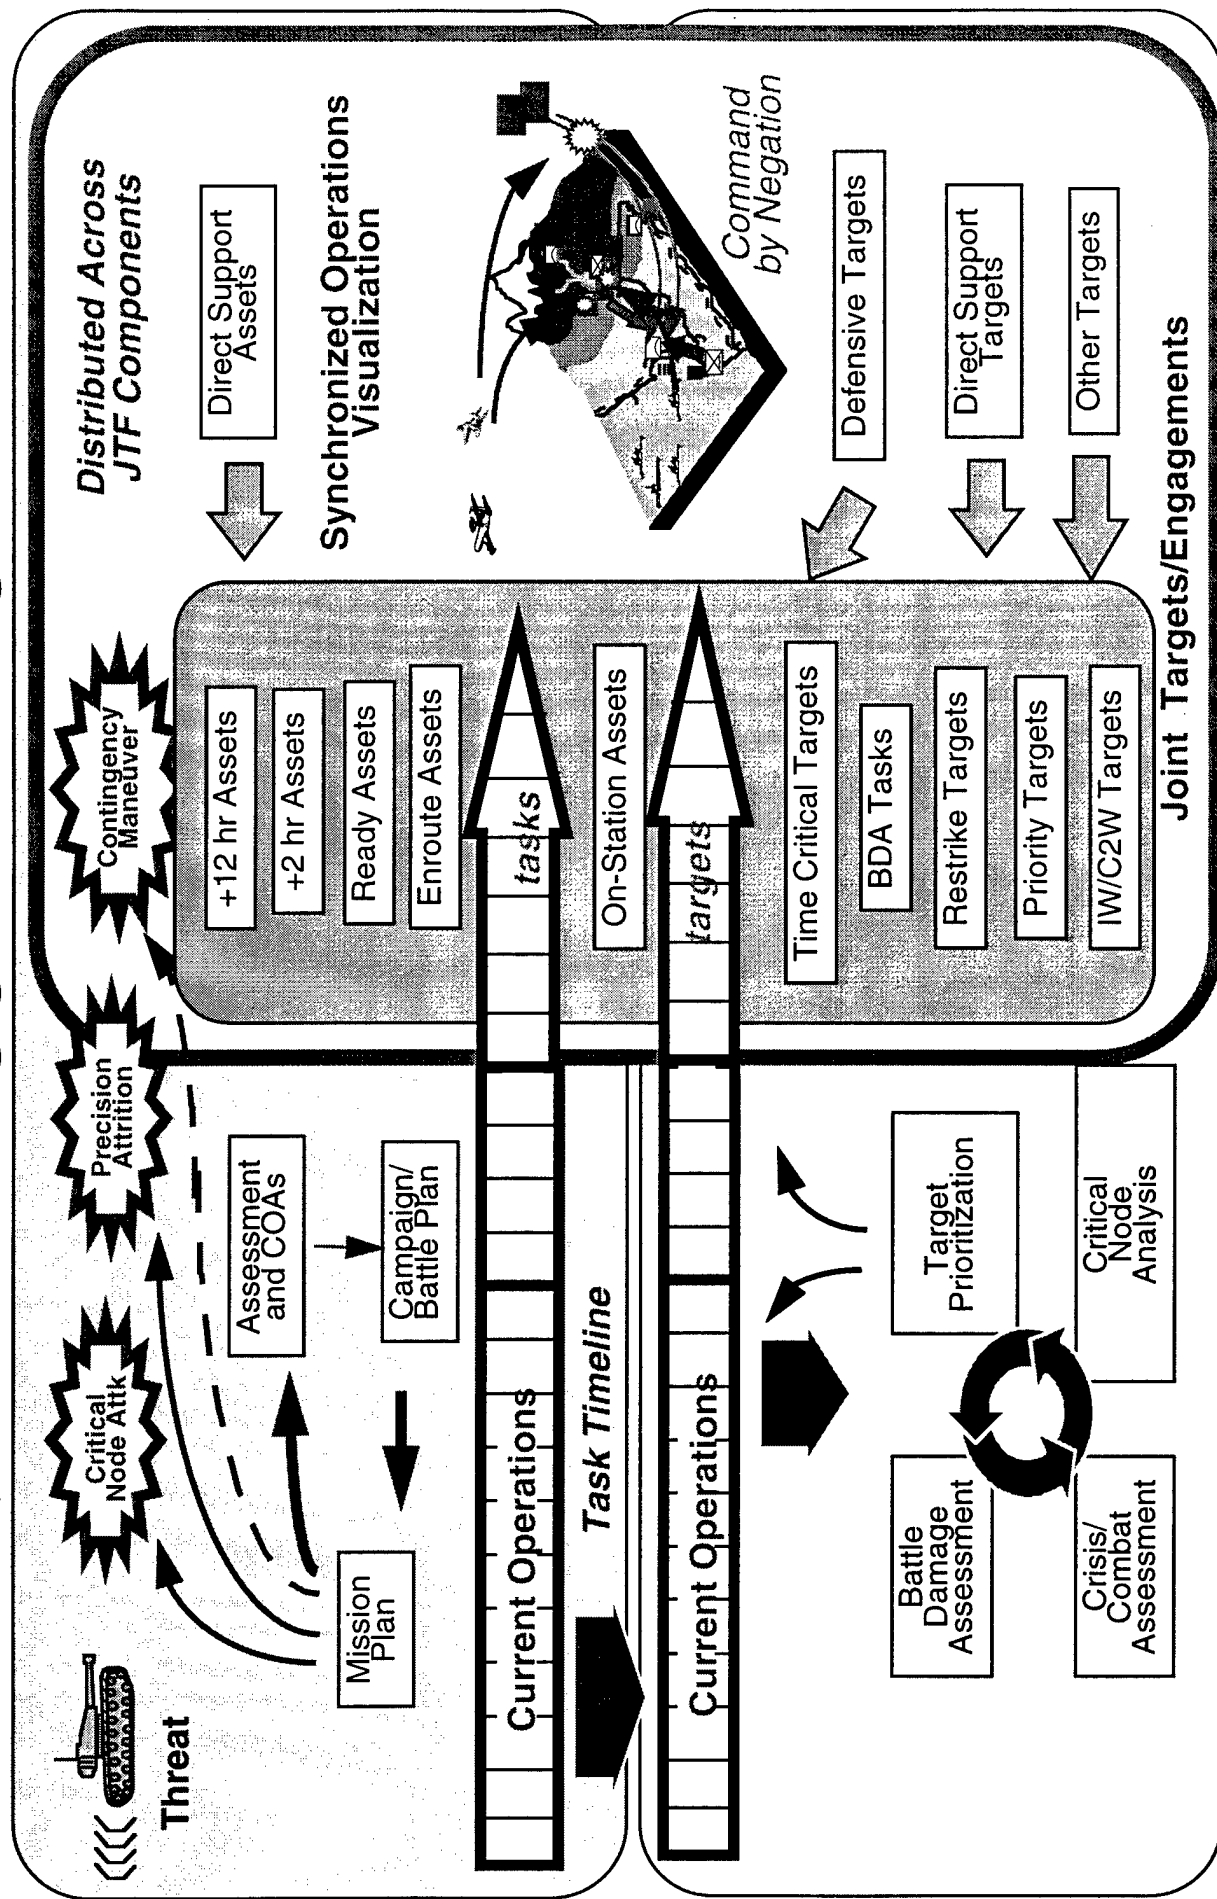 Threat
Critical
Node Attk
Precision
Attrition
Contingency
Maneuver
Distributed Across
JTF Components
Mission
Plan
Assessment
and COAs
Campaign/
Battle Plan
+12 hr Assets
+2 hr Assets
Ready Assets
Enroute Assets
Direct Support
Assets
Synchronized Operations
Visualization
Current Operations
tasks
Task Timeline
On-Station Assets
Current Operations
targets
Command
by Negation
Time Critical Targets
BDA Tasks
Restrike Targets
Priority Targets
IW/C2W Targets
Defensive Targets
Direct Support
Targets
Other Targets
Battle
Damage
Assessment
Target
Prioritization
Crisis/
Combat
Assessment
Critical
Node
Analysis
Joint Targets/Engagements